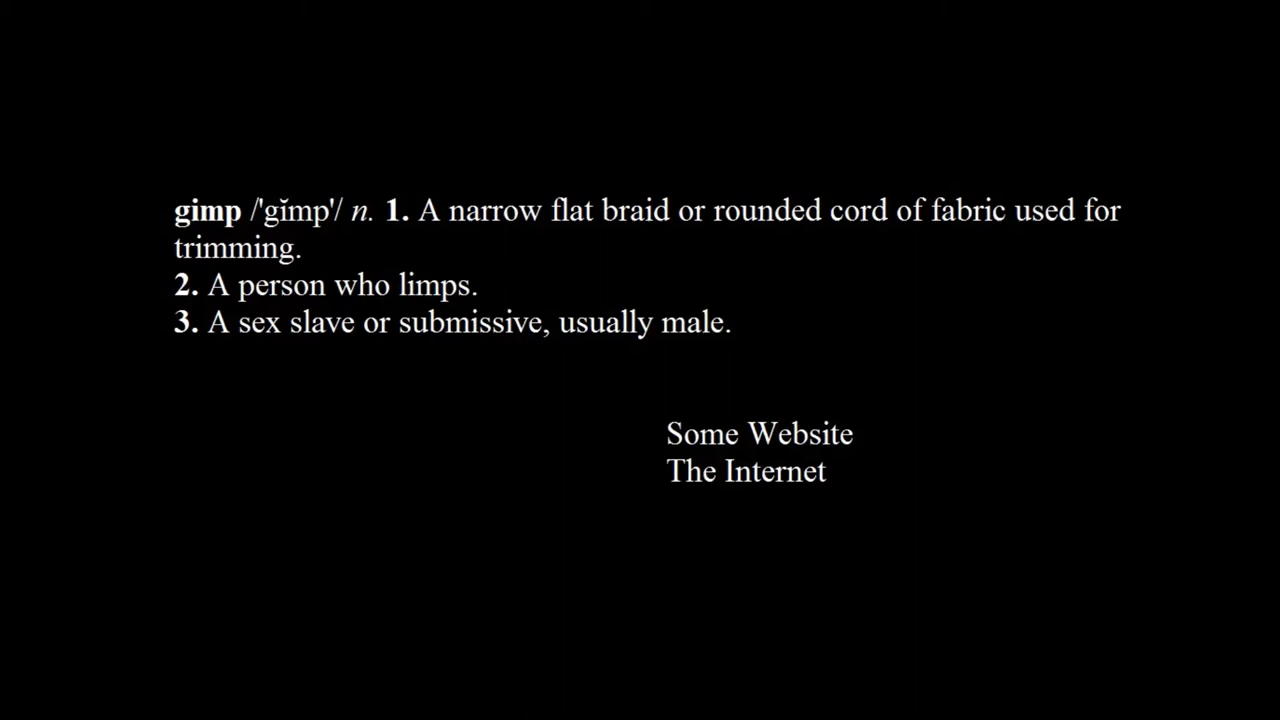 gimp /'gĭmp'/ n. 1. A narrow flat braid or rounded cord of fabric used for
trimming.
2. A person who limps.
3. A sex slave or submissive, usually male.
Some Website
The Internet